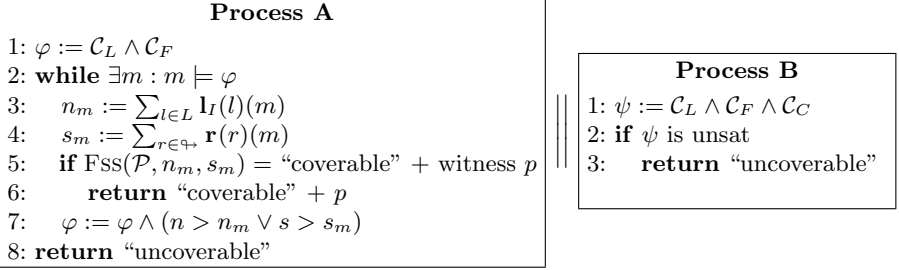 Process A
1: φ := 𝒞_L ∧ 𝒞_F
2: while ∃m : m ⊨ φ
3: n_m := ∑_{l∈L} l_I(l)(m)
4: s_m := ∑_{r∈↬} r(r)(m)
5: if Fss(𝒫, n_m, s_m) = “coverable” + witness p
6: return “coverable” + p
7: φ := φ ∧ (n > n_m ∨ s > s_m)
8: return “uncoverable”
Process B
1: ψ := 𝒞_L ∧ 𝒞_F ∧ 𝒞_C
2: if ψ is unsat
3: return “uncoverable”